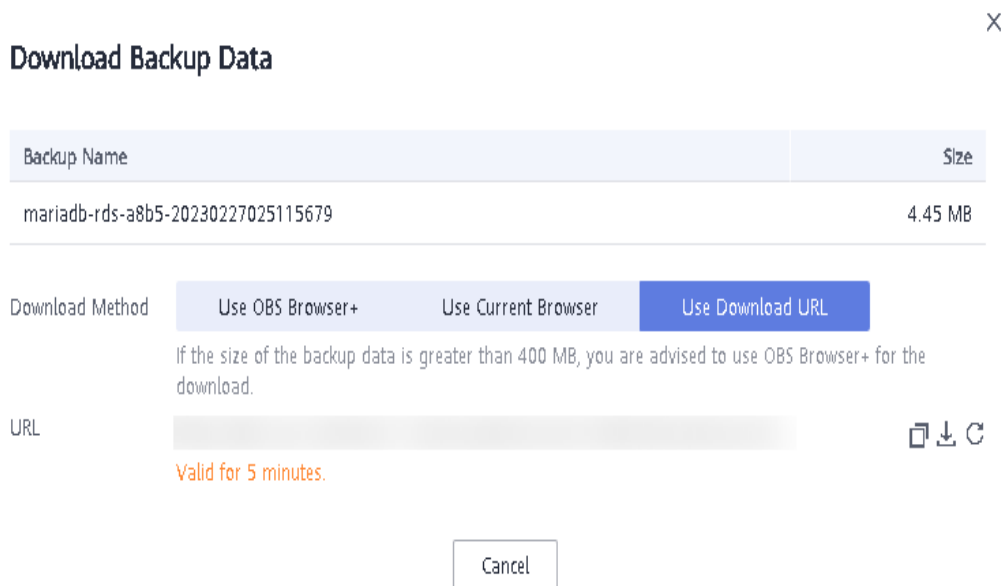 Download Backup Data
Backup Name Size
mariadb-rds-a8b5-20230227025115679 4.45 MB
Download Method Use OBS Browser+ Use Current Browser Use Download URL
If the size of the backup data is greater than 400 MB, you are advised to use OBS Browser+ for the
download.
URL
Valid for 5 minutes.
Cancel